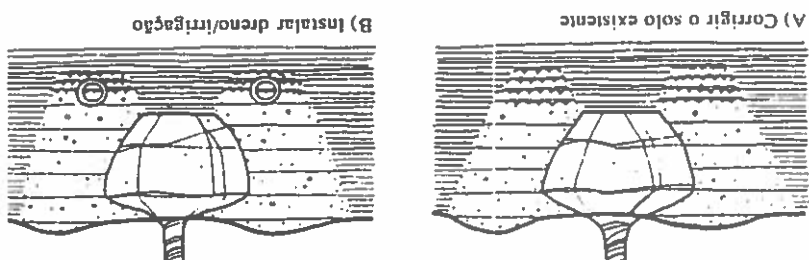 A) Corrigir o solo existente
B) Instalar dreno/irrigação